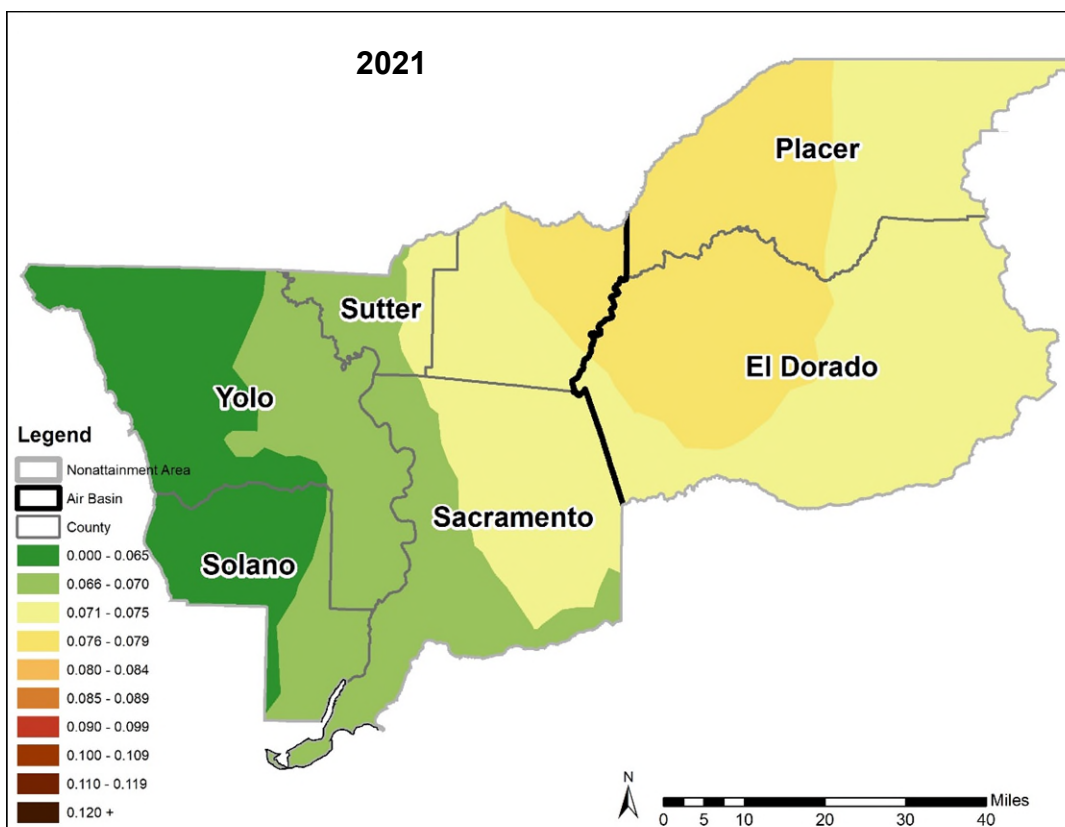 2021
Placer
Sutter
El Dorado
Yolo
Sacramento
Solano
Legend
Nonattainment Area
Air Basin
County
0.000 - 0.065
0.066 - 0.070
0.071 - 0.075
0.076 - 0.079
0.080 - 0.084
0.085 - 0.089
0.090 - 0.099
0.100 - 0.109
0.110 - 0.119
0.120 +
N
Miles
0 5 10 20 30 40